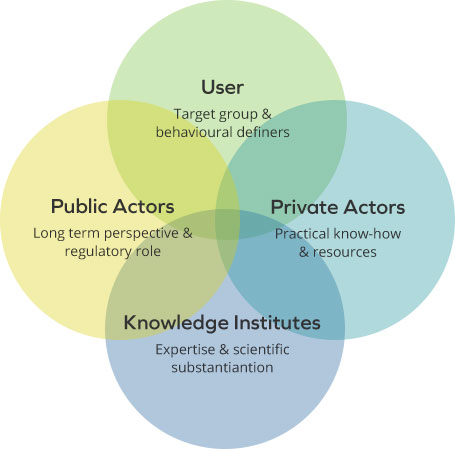 User
Target group &
behavioural definers
Public Actors
Long term perspective &
regulatory role
Private Actors
Practical know-how
& resources
Knowledge Institutes
Expertise & scientific
substantiantion